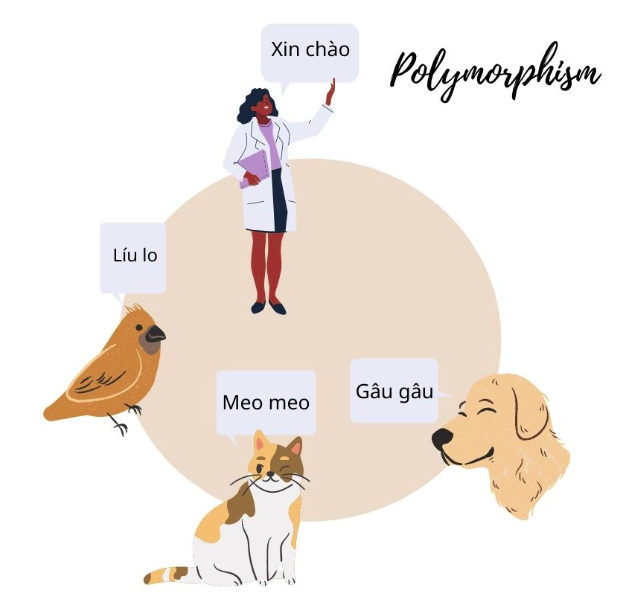 Xin chào
Polymorphism
Líu lo
Gâu gâu
Meo meo